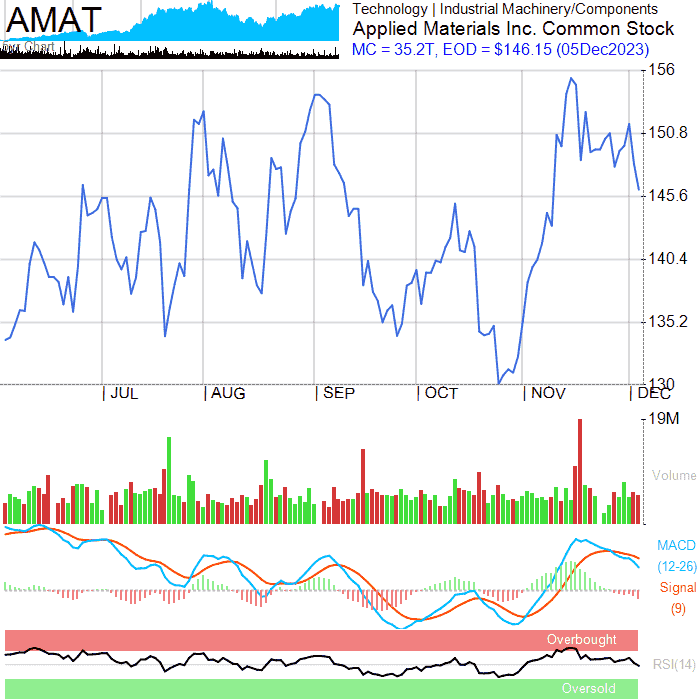 AMAT
Technology | Industrial Machinery/Components
Applied Materials Inc. Common Stock
MC = 35.2T, EOD = $146.15 (05Dec2023)
Chart
156
150.8
145.6
140.4
135.2
130
| JUL | AUG | SEP | OCT | NOV | DEC
19M
Volume
MACD
(12-26)
Signal
(9)
Overbought
RSI(14)
Oversold